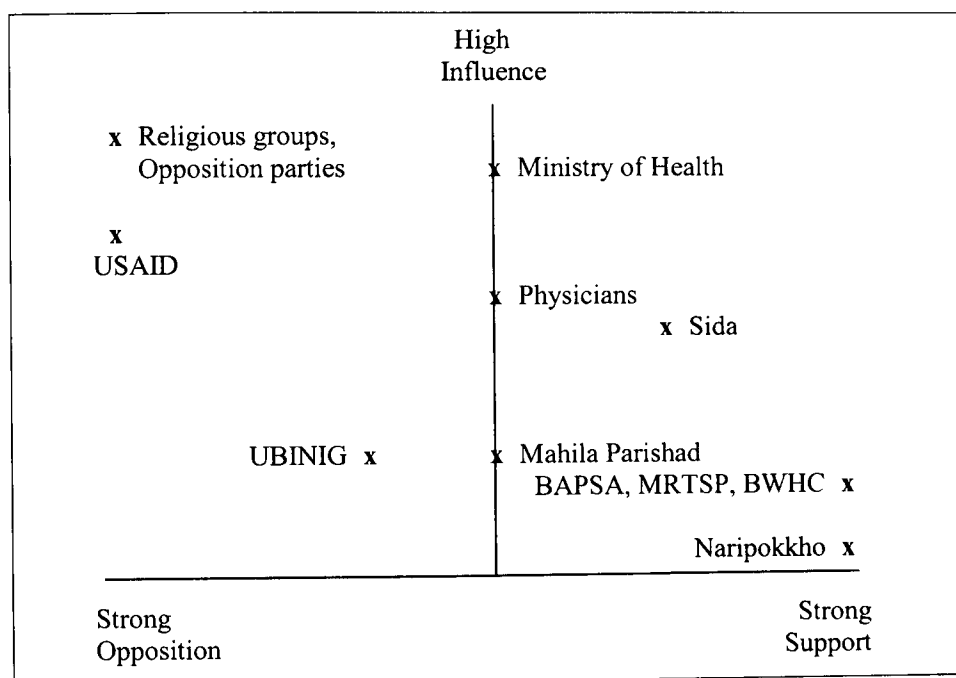 High
Influence
x Religious groups,
Opposition parties
x Ministry of Health
x
USAID
x Physicians
x Sida
UBINIG x
x Mahila Parishad
BAPSA, MRTSP, BWHC x
Naripokkho x
Strong
Opposition
Strong
Support